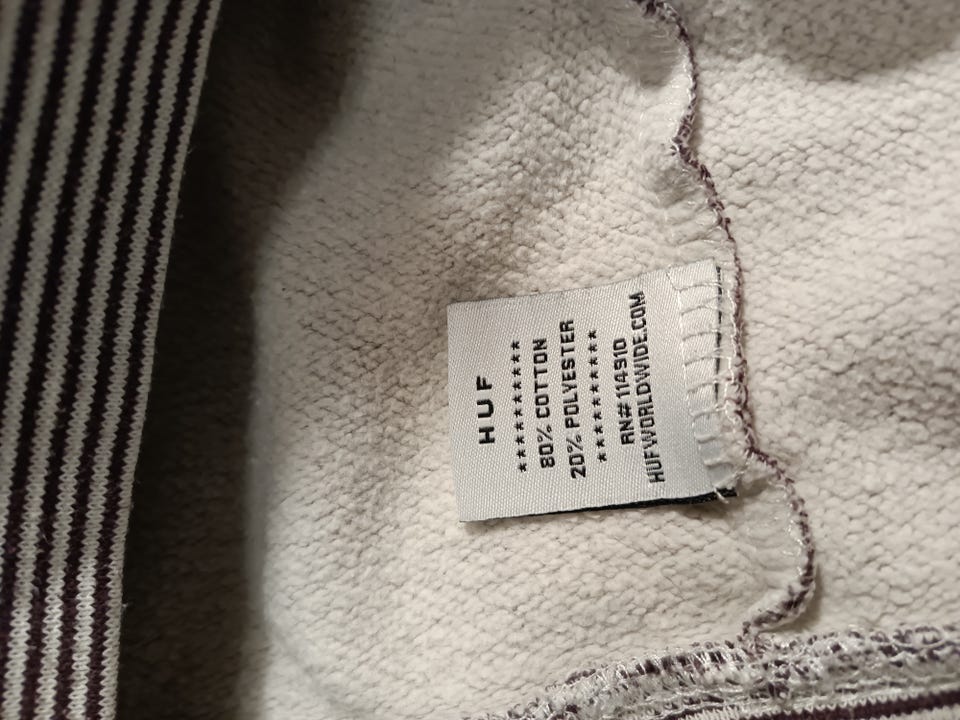 HUF
***********
80% COTTON
20% POLYESTER
***********
RN# 114910
HUFWORLDWIDE.COM